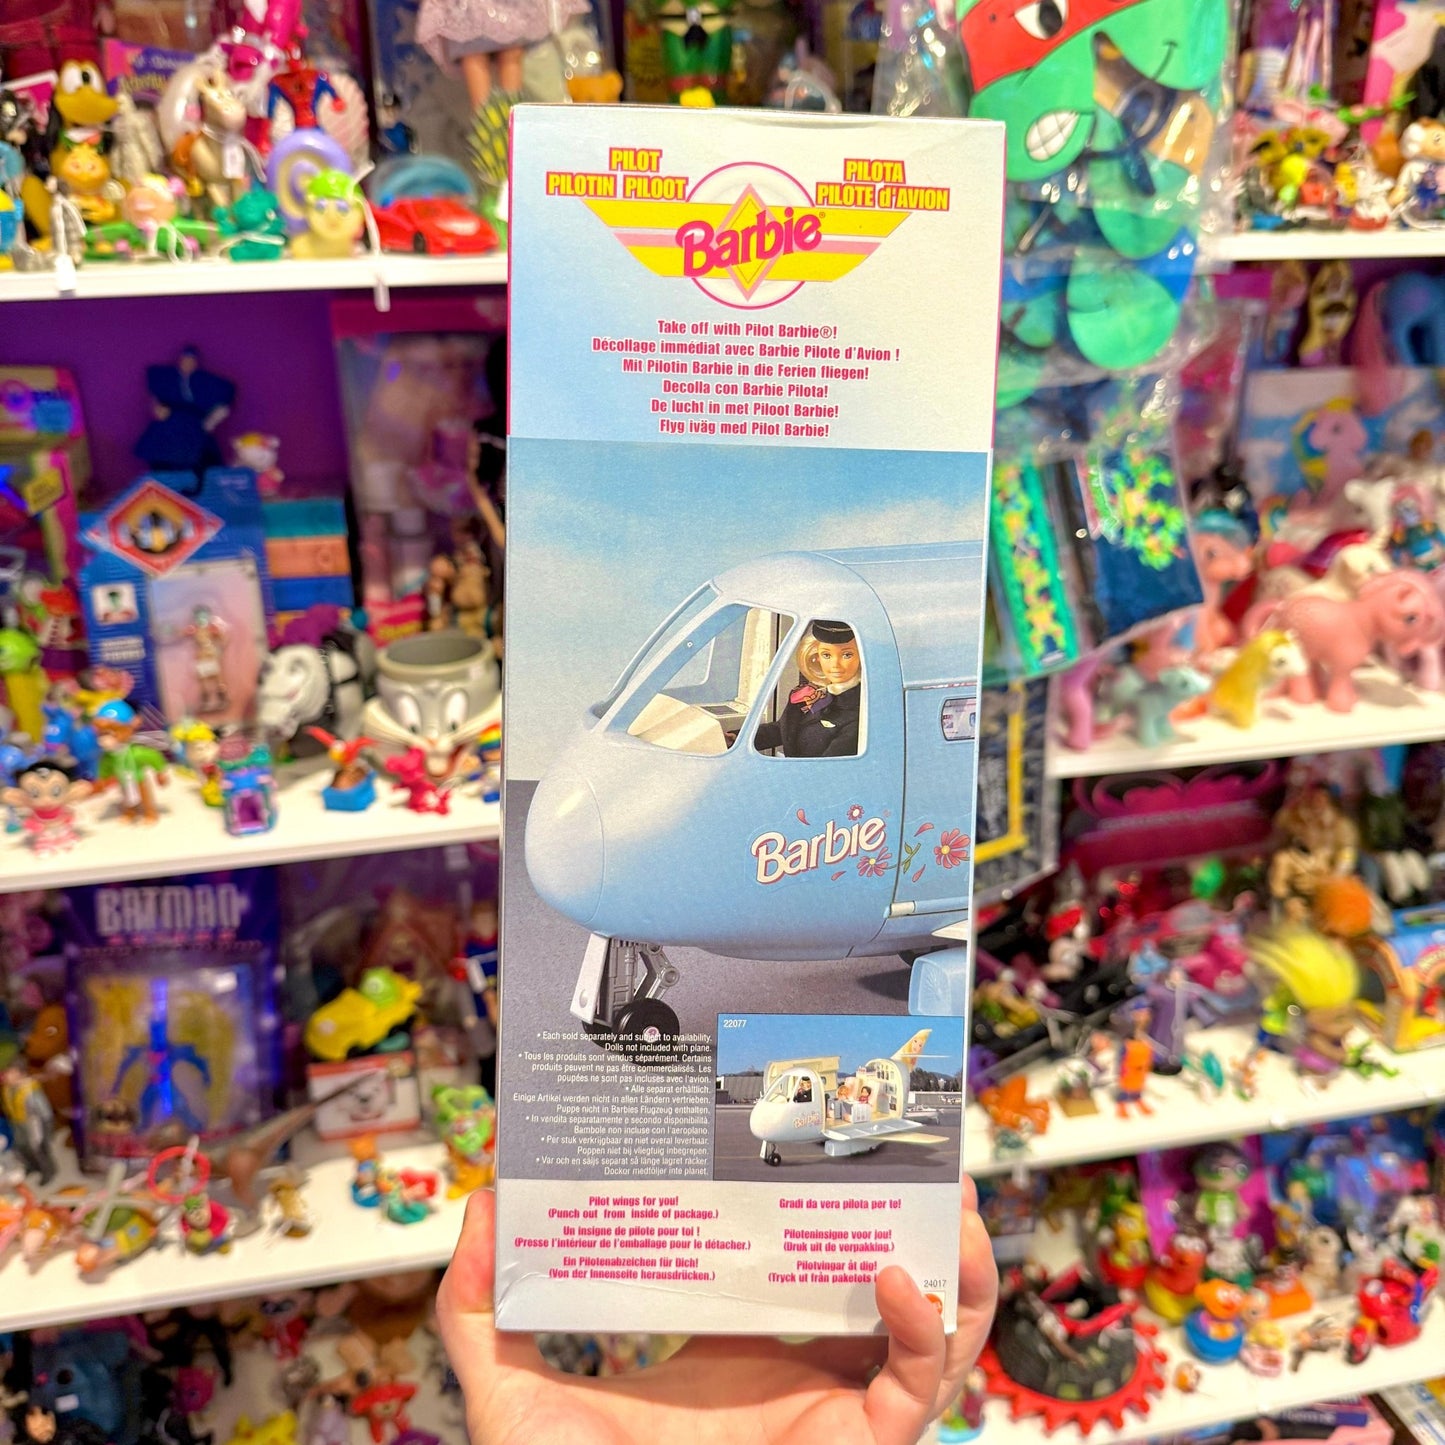 PILOT
PILOTIN PILOOT
PILOTA
PILOTE d'AVION
Barbie®
Take off with Pilot Barbie®!
Décollage immédiat avec Barbie Pilote d'Avion !
Mit Pilotin Barbie in die Ferien fliegen!
Decolla con Barbie Pilota!
De lucht in met Piloot Barbie!
Flyg iväg med Pilot Barbie!
Barbie
• Each sold separately and subject to availability.
Dolls not included with plane.
• Tous les produits sont vendus séparément. Certains
produits peuvent ne pas être commercialisés. Les
poupées ne sont pas incluses avec l'avion.
• Alle separat erhältlich.
Einige Artikel werden nicht in allen Ländern vertrieben.
Puppe nicht in Barbies Flugzeug enthalten.
• In vendita separatamente e secondo disponibilità.
Bambole non incluse con l'aeroplano.
• Per stuk verkrijgbaar en niet overal leverbaar.
Poppen niet bij vliegtuig inbegrepen.
• Var och en säljs separat så länge lagret räcker.
Dockor medföljer inte planet.
22077
Barbie
Pilot wings for you!
(Punch out from inside of package.)
Un insigne de pilote pour toi !
(Presse l'intérieur de l'emballage pour le détacher.)
Ein Pilotenabzeichen für Dich!
(Von der Innenseite herausdrücken.)
Gradi da vera pilota per te!
Piloteninsigne voor jou!
(Druk uit de verpakking.)
Pilotvingar åt dig!
(Tryck ut från paketets
24017
BATMAN